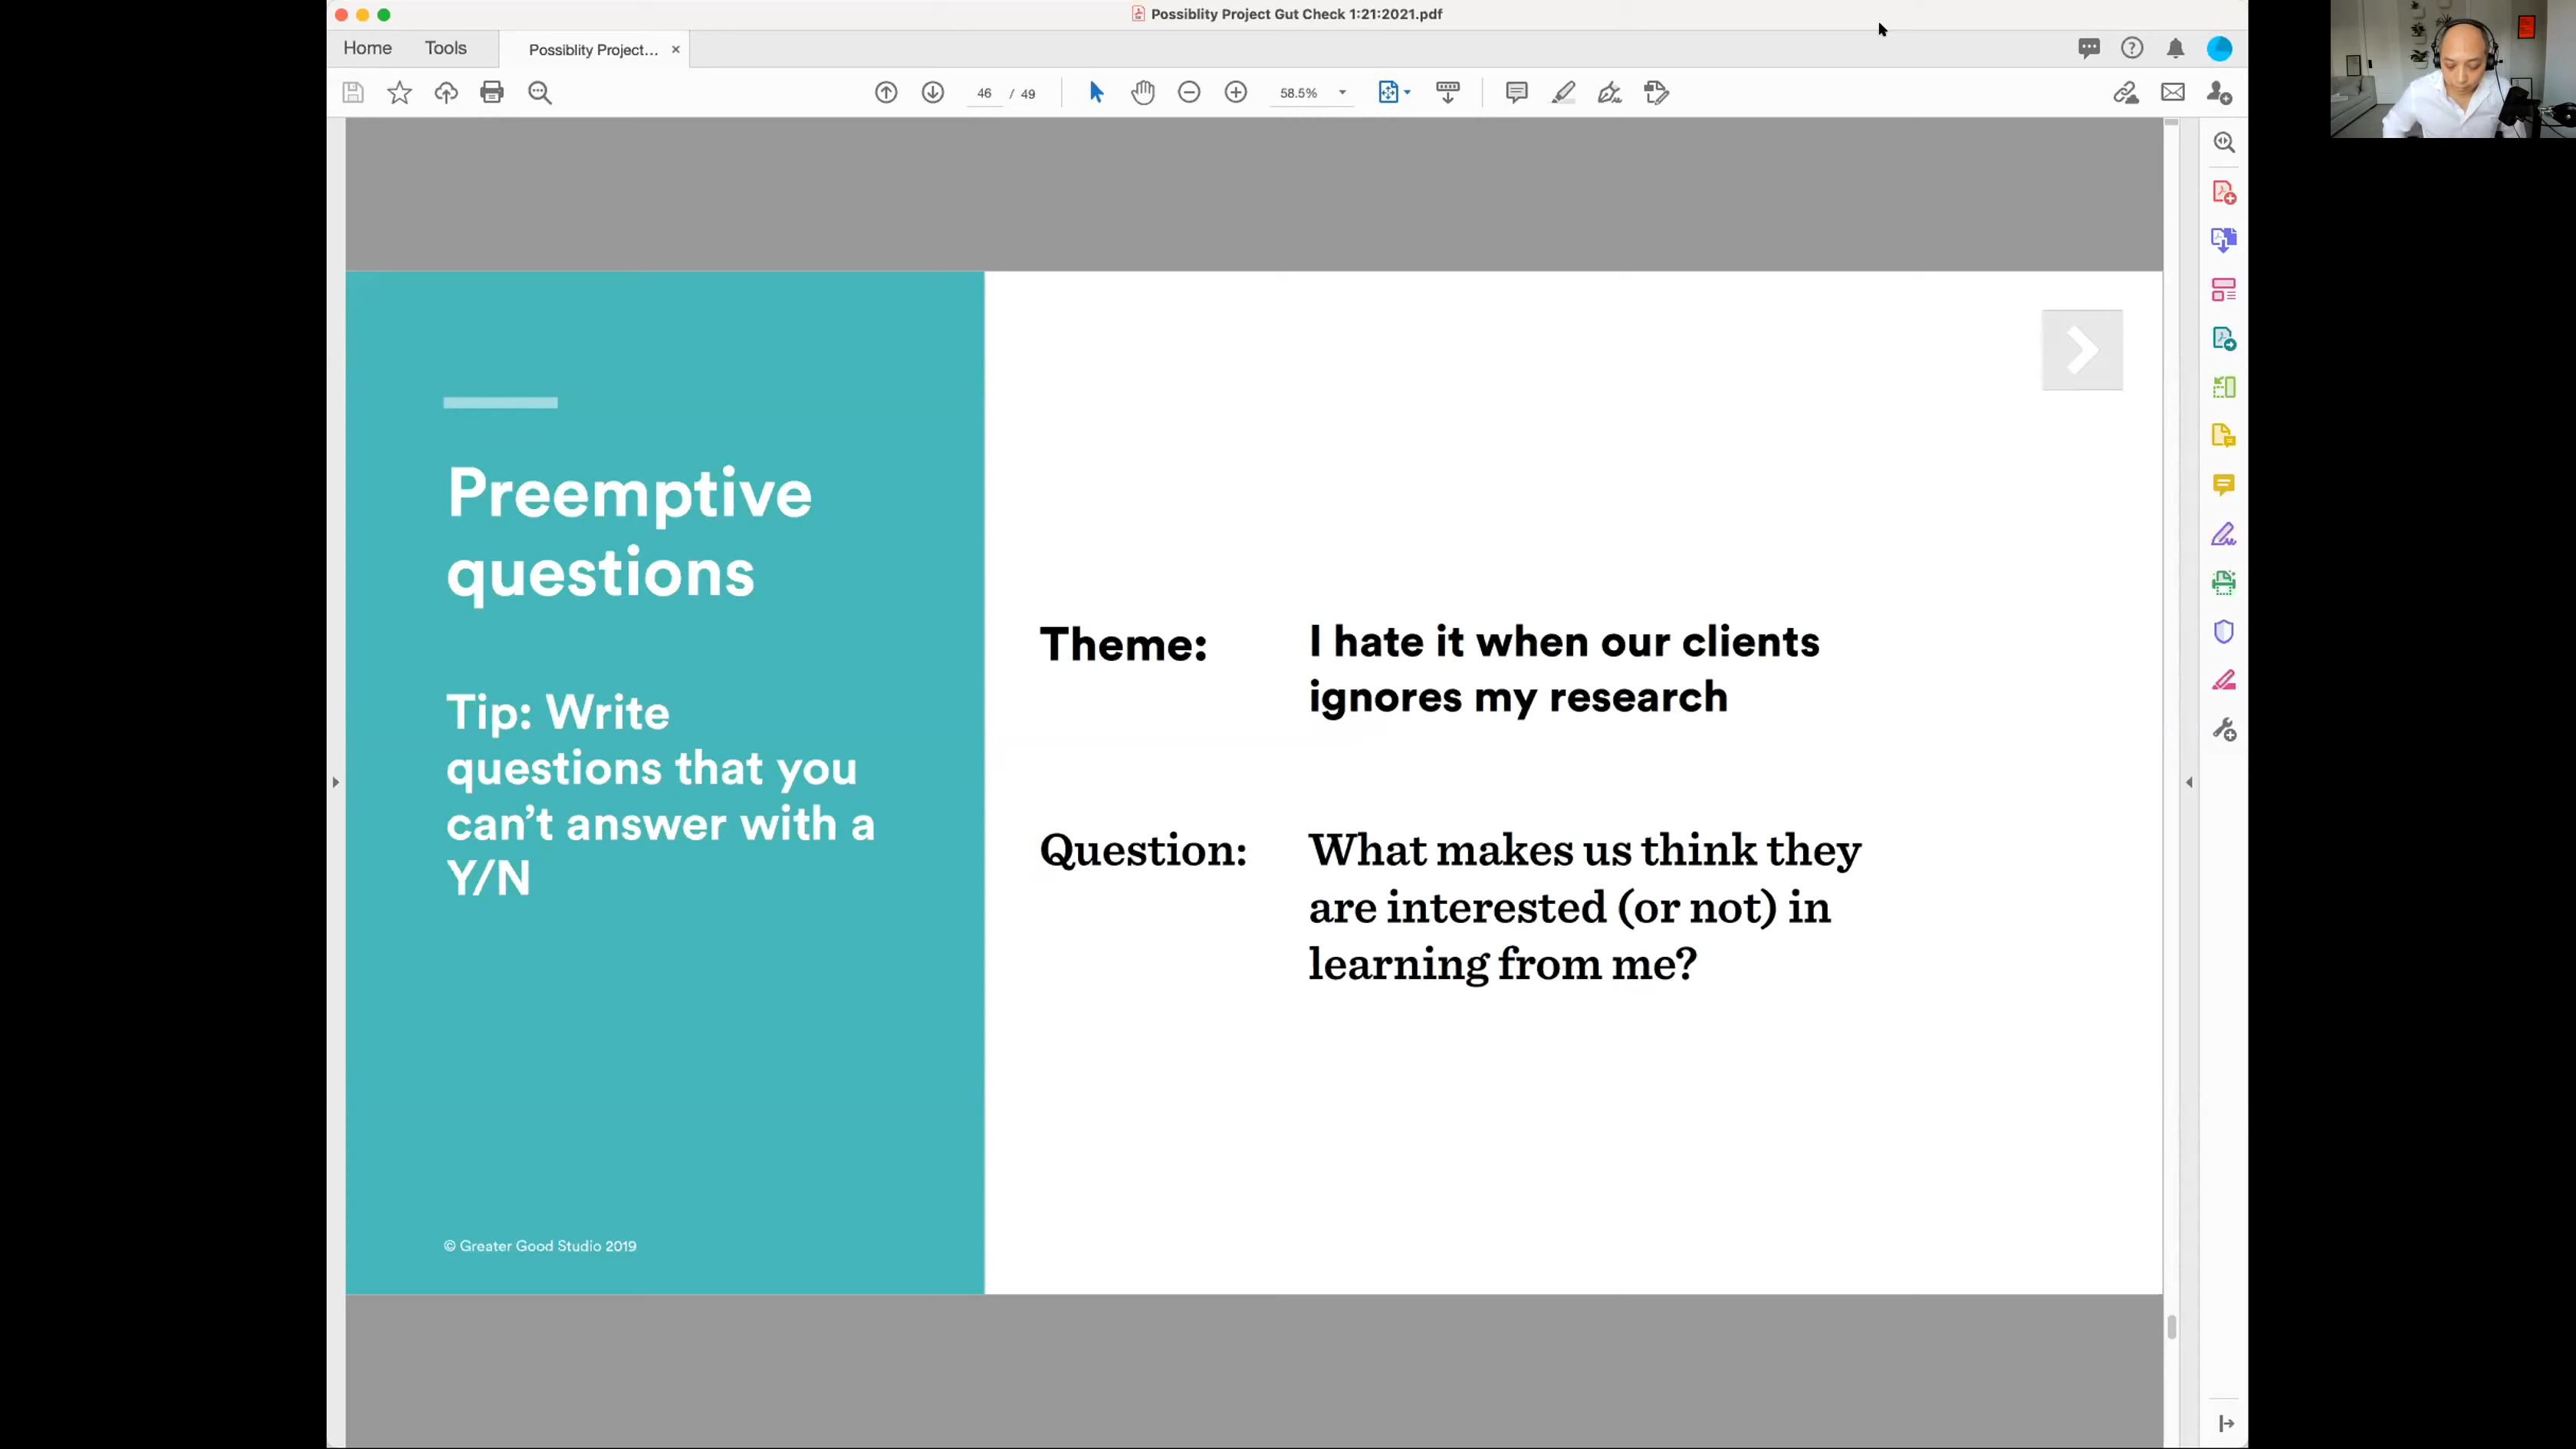 Possiblity Project Gut Check 1:21:2021.pdf
Home
Tools
Possiblity Project...
46 / 49
58.5%
Preemptive
questions
Tip: Write
questions that you
can't answer with a
Y/N
© Greater Good Studio 2019
Theme:
I hate it when our clients
ignores my research
Question:
What makes us think they
are interested (or not) in
learning from me?